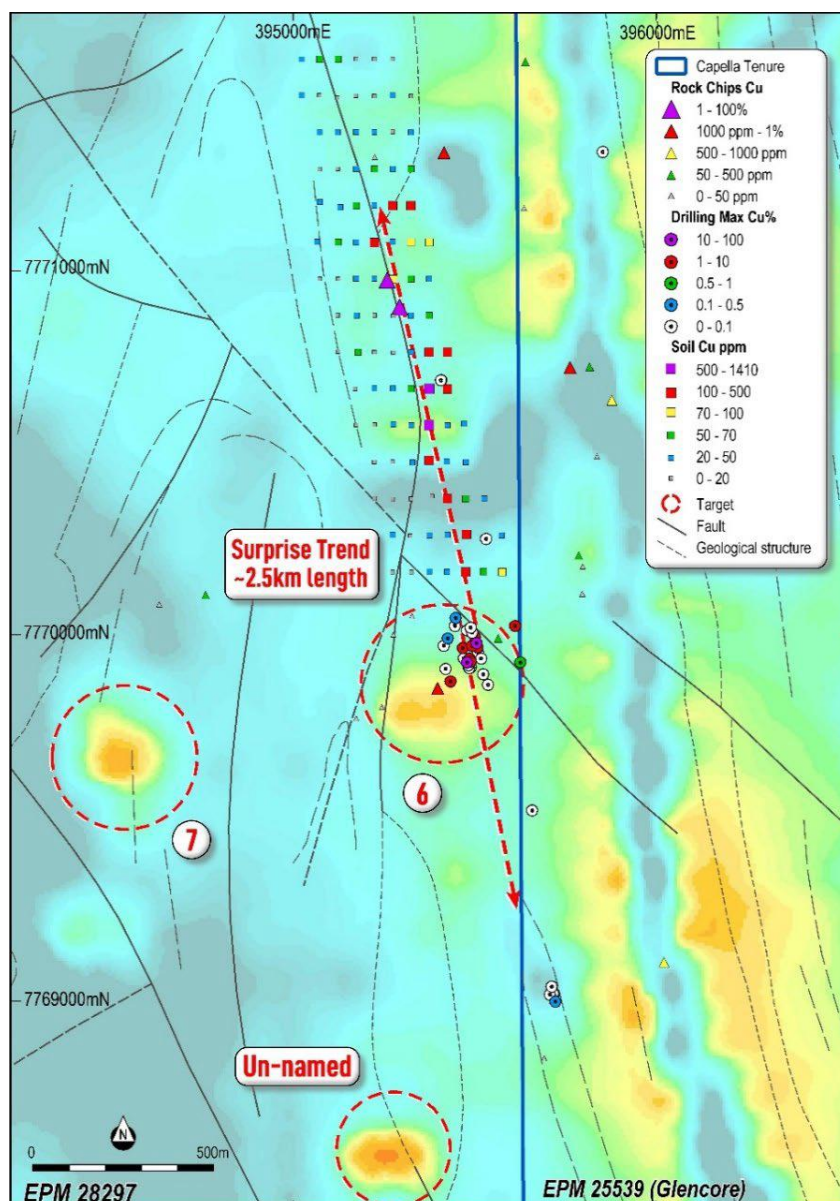 395000mE
396000mE
Capella Tenure
Rock Chips Cu
1 - 100%
1000 ppm - 1%
500 - 1000 ppm
50 - 500 ppm
0 - 50 ppm
Drilling Max Cu%
10 - 100
1 - 10
0.5 - 1
0.1 - 0.5
0 - 0.1
Soil Cu ppm
500 - 1410
100 - 500
70 - 100
50 - 70
20 - 50
0 - 20
Target
Fault
Geological structure
7771000mN
Surprise Trend
~2.5km length
7770000mN
6
7
7769000mN
Un-named
N
0
500m
EPM 28297
EPM 25539 (Glencore)